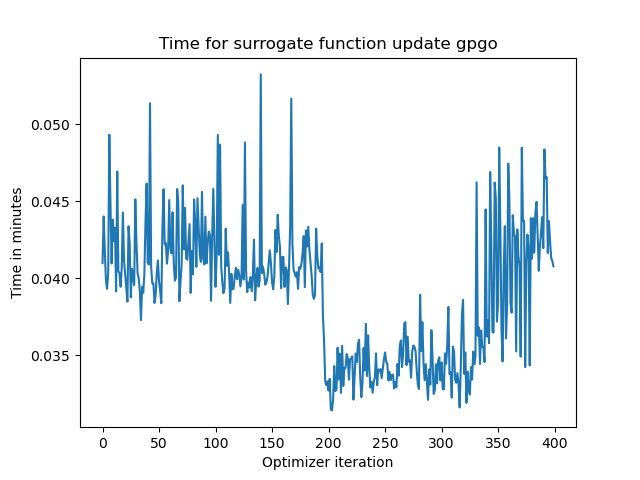 Time for surrogate function update gpgo
0.050
0.045
0.040
0.035
Time in minutes
0 50 100 150 200 250 300 350 400
Optimizer iteration